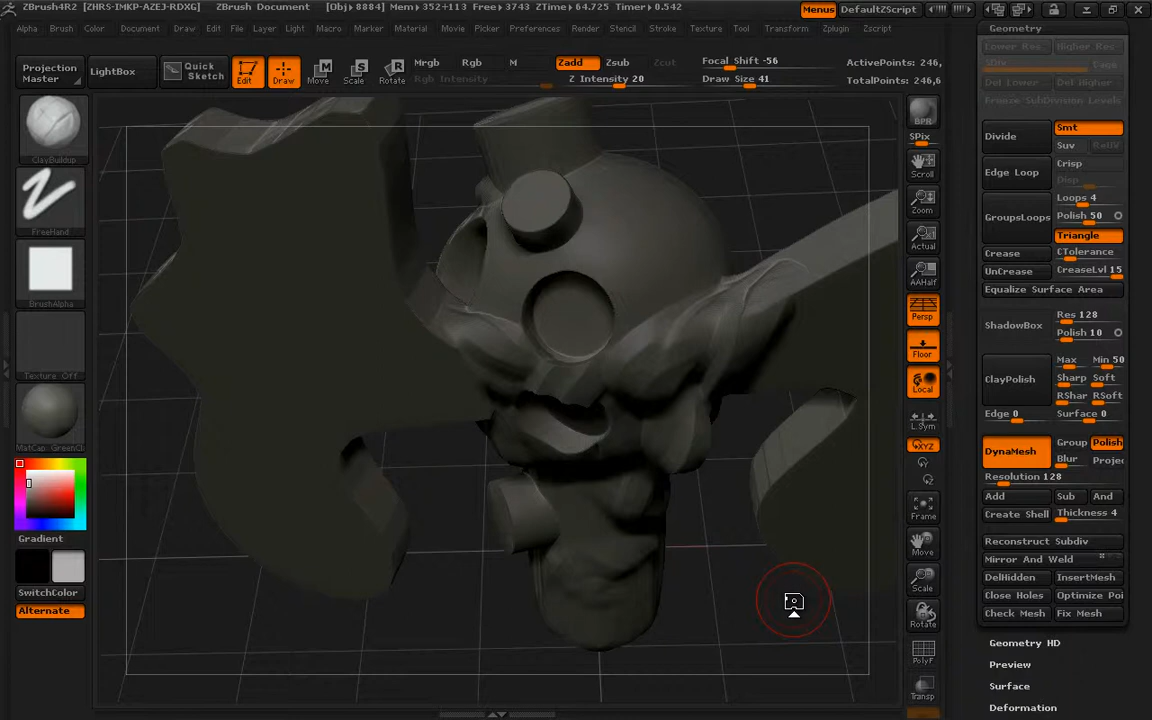 ZBrush4R2 [ZHRS-IMKP-AZEJ-RDXG] ZBrush Document [Obj▸8884] Mem▸352+113 Free▸3743 ZTime▸64.725 Timer▸0.542 Menus DefaultZScript
Alpha Brush Color Document Draw Edit File Layer Light Macro Marker Material Movie Picker Preferences Render Stencil Stroke Texture Tool Transform Zplugin Zscript
Projection Master
LightBox
Quick Sketch
Edit
Draw
Move
Scale
Rotate
Mrgb Rgb M
Rgb Intensity
Zadd Zsub Zcut
Z Intensity 20
Focal Shift -56
Draw Size 41
ActivePoints: 246,
TotalPoints: 246,6
ClayBuildup
FreeHand
BrushAlpha
Texture Off
MatCap GreenCl
Gradient
SwitchColor
Alternate
BPR
SPix
Scroll
Zoom
Actual
AAHalf
Persp
Floor
Local
L.Sym
XYZ
Frame
Move
Scale
Rotate
PolyF
Transp
Geometry
Lower Res Higher Res
SDiv Cage
Del Lower Del Higher
Freeze SubDivision Levels
Divide Smt
Suv ReUV
Edge Loop Crisp
Disp
GroupsLoops Loops 4
Polish 50
Triangle
Crease CTolerance
UnCrease CreaseLvl 15
Equalize Surface Area
ShadowBox Res 128
Polish 10
ClayPolish Max Min 50
Sharp Soft
RShar RSoft
Edge 0 Surface 0
DynaMesh Group Polish
Blur Projec
Resolution 128
Add Sub And
Create Shell Thickness 4
Reconstruct Subdiv
Mirror And Weld
DelHidden InsertMesh
Close Holes Optimize Poi
Check Mesh Fix Mesh
Geometry HD
Preview
Surface
Deformation